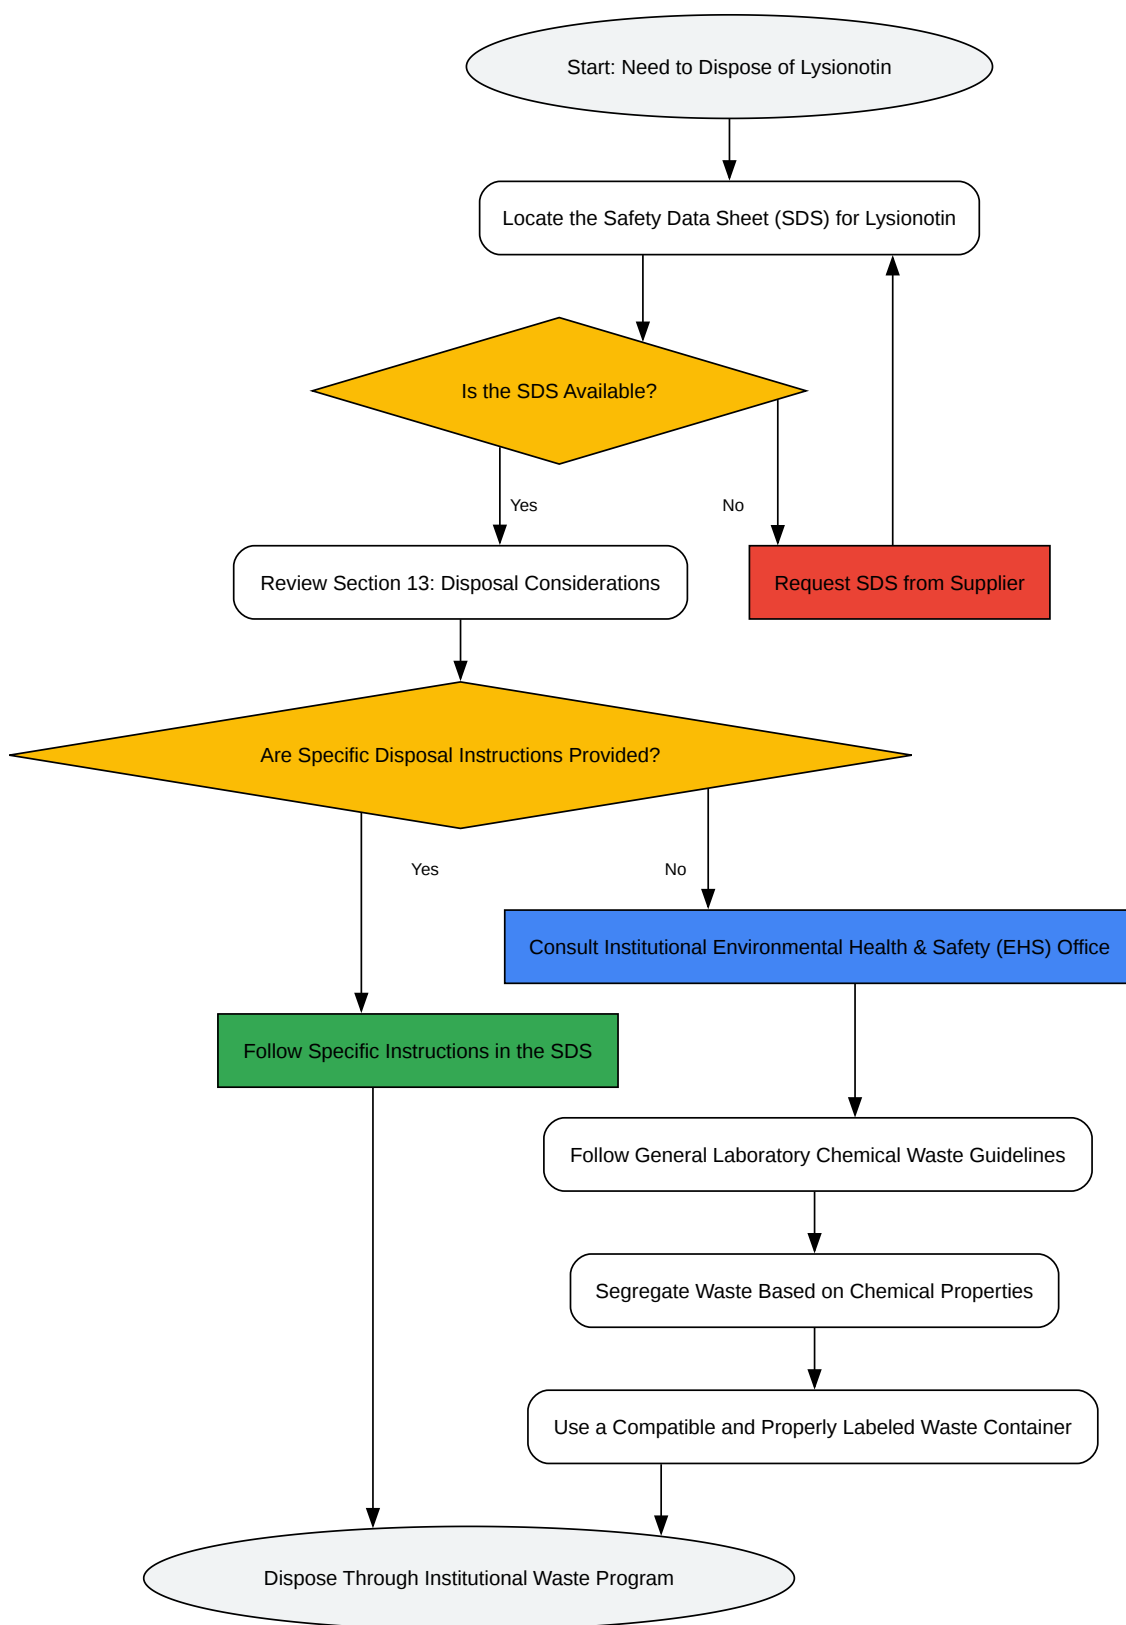 Start: Need to Dispose of Lysionotin
Locate the Safety Data Sheet (SDS) for Lysionotin
Is the SDS Available?
Yes
No
Review Section 13: Disposal Considerations
Request SDS from Supplier
Are Specific Disposal Instructions Provided?
Yes
No
Consult Institutional Environmental Health & Safety (EHS) Office
Follow Specific Instructions in the SDS
Follow General Laboratory Chemical Waste Guidelines
Segregate Waste Based on Chemical Properties
Use a Compatible and Properly Labeled Waste Container
Dispose Through Institutional Waste Program